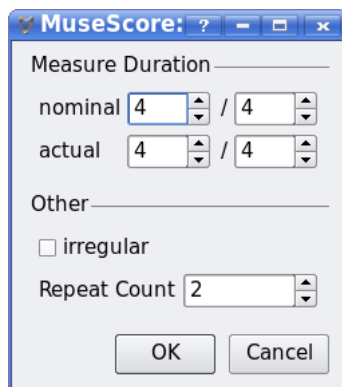 MuseScore: ? 
Measure Duration
nominal 4 / 4
actual 4 / 4
Other
irregular
Repeat Count 2
OK Cancel